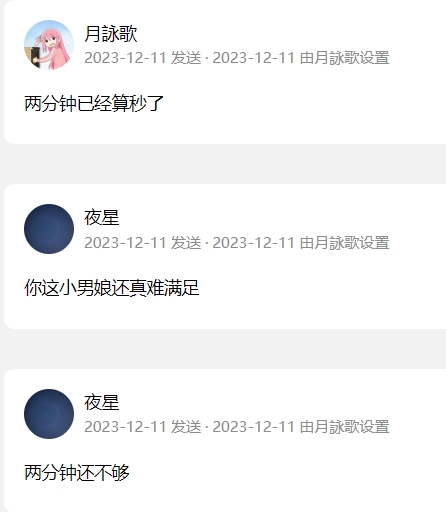 月詠歌
2023-12-11 发送 · 2023-12-11 由月詠歌设置
两分钟已经算秒了
夜星
2023-12-11 发送 · 2023-12-11 由月詠歌设置
你这小男娘还真难满足
夜星
2023-12-11 发送 · 2023-12-11 由月詠歌设置
两分钟还不够